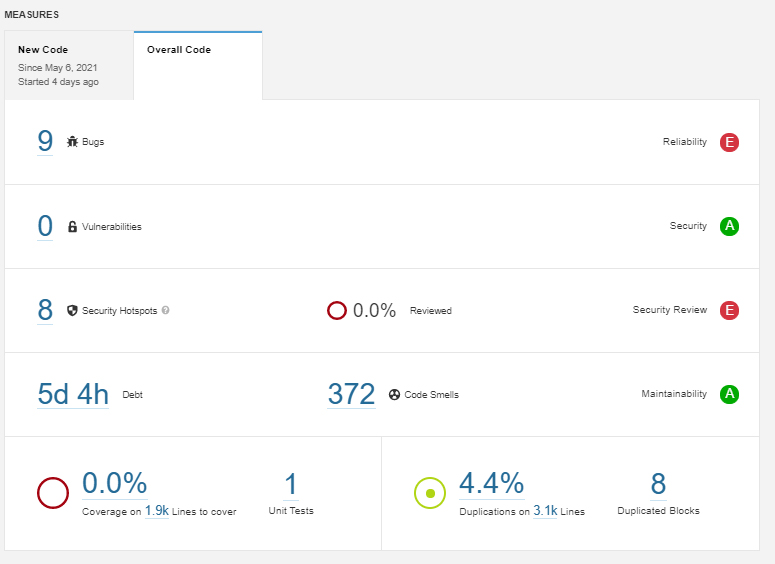 MEASURES
New Code
Since May 6, 2021
Started 4 days ago
Overall Code
9 Bugs
Reliability E
0 Vulnerabilities
Security A
8 Security Hotspots ?
0.0% Reviewed
Security Review E
5d 4h Debt
372 Code Smells
Maintainability A
0.0%
Coverage on 1.9k Lines to cover
1
Unit Tests
4.4%
Duplications on 3.1k Lines
8
Duplicated Blocks